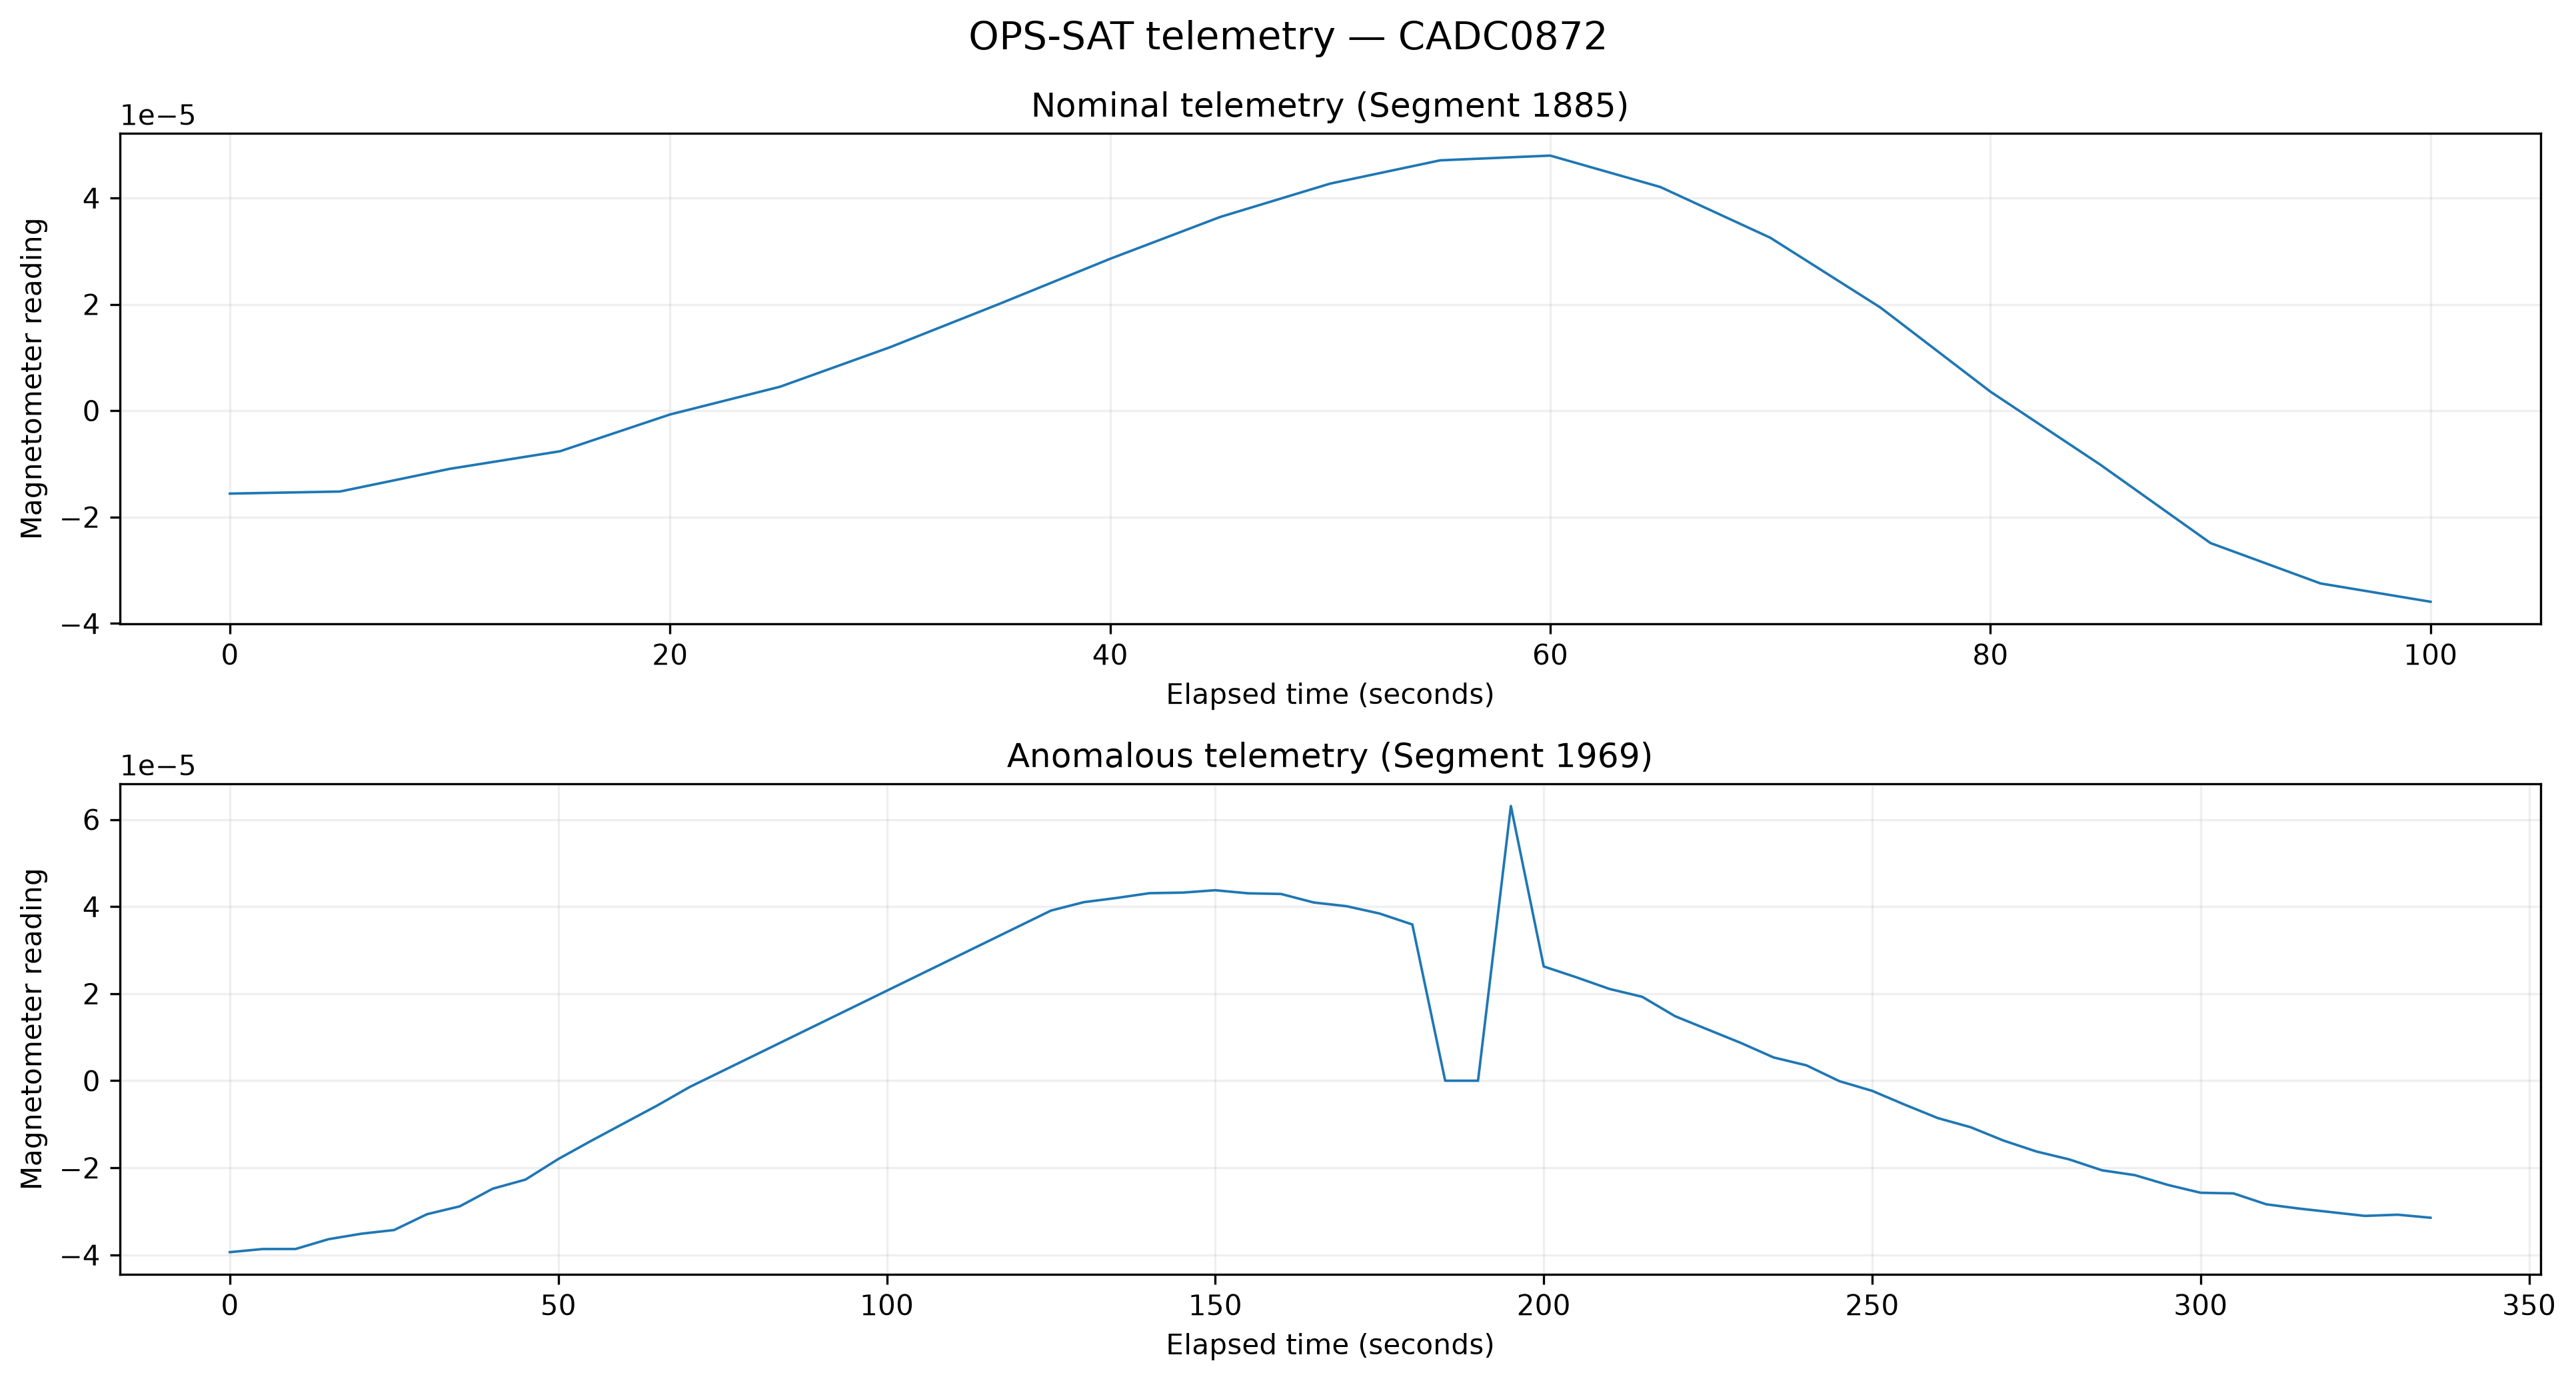 OPS-SAT telemetry — CADC0872
Nominal telemetry (Segment 1885)
1e−5
Magnetometer reading
4
2
0
−2
−4
0 20 40 60 80 100
Elapsed time (seconds)
Anomalous telemetry (Segment 1969)
1e−5
Magnetometer reading
6
4
2
0
−2
−4
0 50 100 150 200 250 300 350
Elapsed time (seconds)